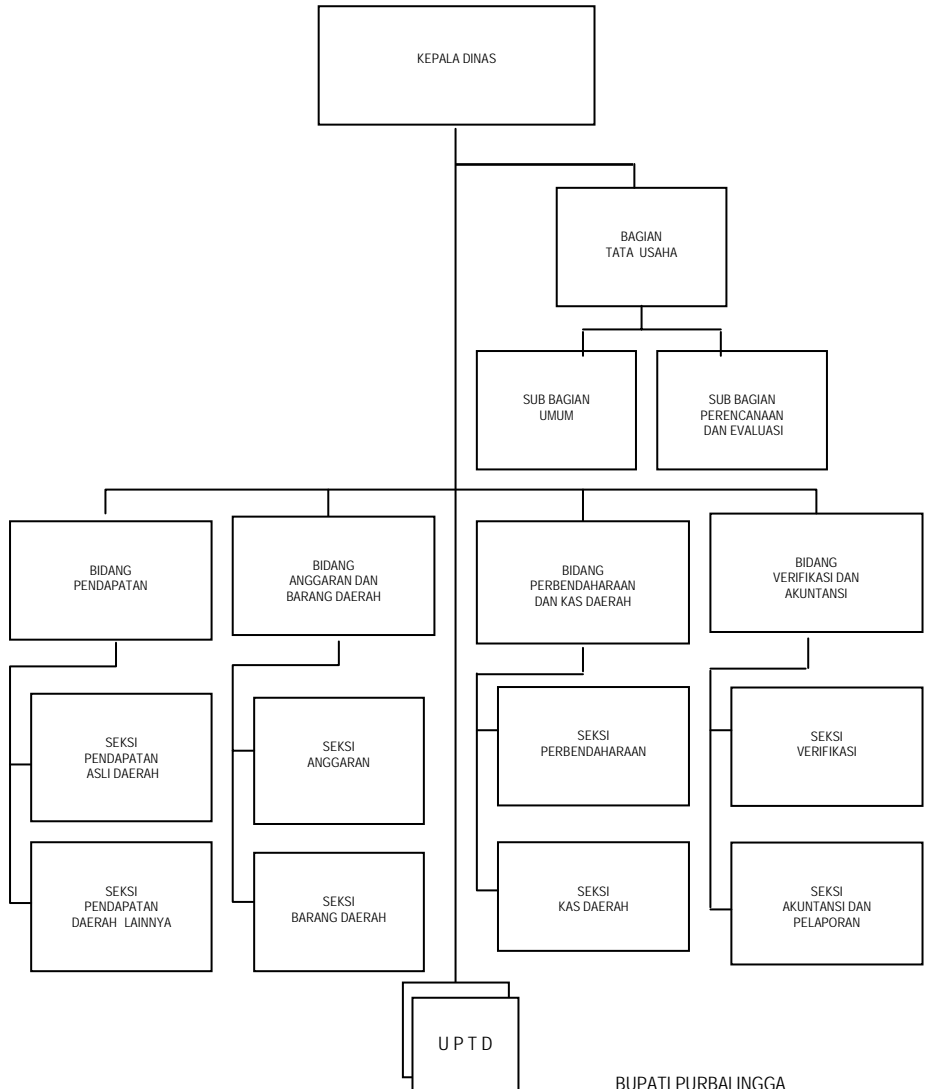 KEPALA DINAS
BAGIAN
TATA USAHA
SUB BAGIAN
UMUM
SUB BAGIAN
PERENCANAAN
DAN EVALUASI
BIDANG
PENDAPATAN
BIDANG
ANGGARAN DAN
BARANG DAERAH
BIDANG
PERBENDAHARAAN
DAN KAS DAERAH
BIDANG
VERIFIKASI DAN
AKUNTANSI
SEKSI
PENDAPATAN
ASLI DAERAH
SEKSI
ANGGARAN
SEKSI
PERBENDAHARAAN
SEKSI
VERIFIKASI
SEKSI
PENDAPATAN
DAERAH LAINNYA
SEKSI
BARANG DAERAH
SEKSI
KAS DAERAH
SEKSI
AKUNTANSI DAN
PELAPORAN
U P T D
BUPATI PURBALINGGA